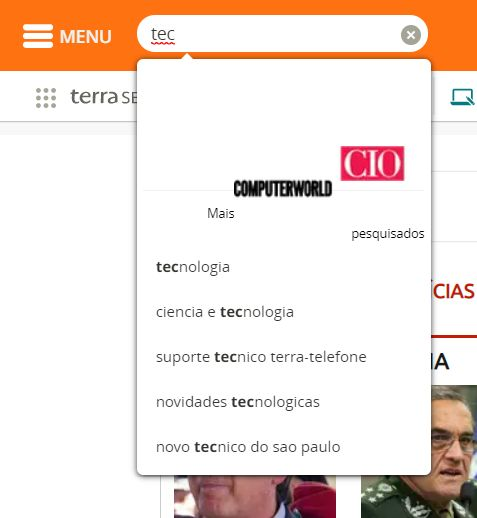 MENU
tec
terra SE
CIO
COMPUTERWORLD
Mais
pesquisados
tecnologia
ÍCIAS
ciencia e tecnologia
suporte tecnico terra-telefone
IA
novidades tecnologicas
novo tecnico do sao paulo